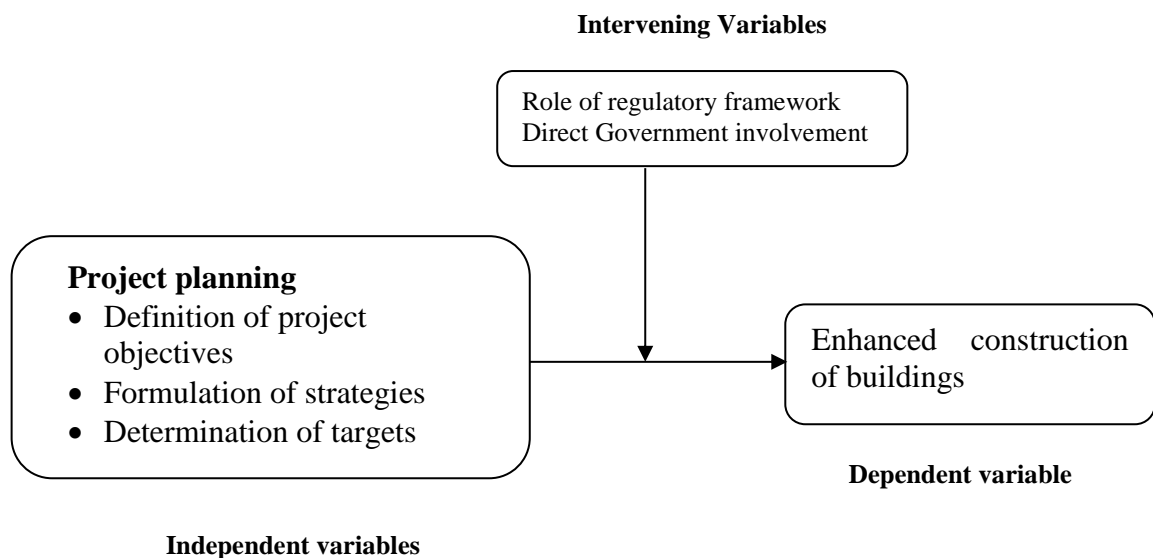 Intervening Variables
Role of regulatory framework
Direct Government involvement
Project planning
• Definition of project
objectives
• Formulation of strategies
• Determination of targets
Enhanced construction
of buildings
Dependent variable
Independent variables